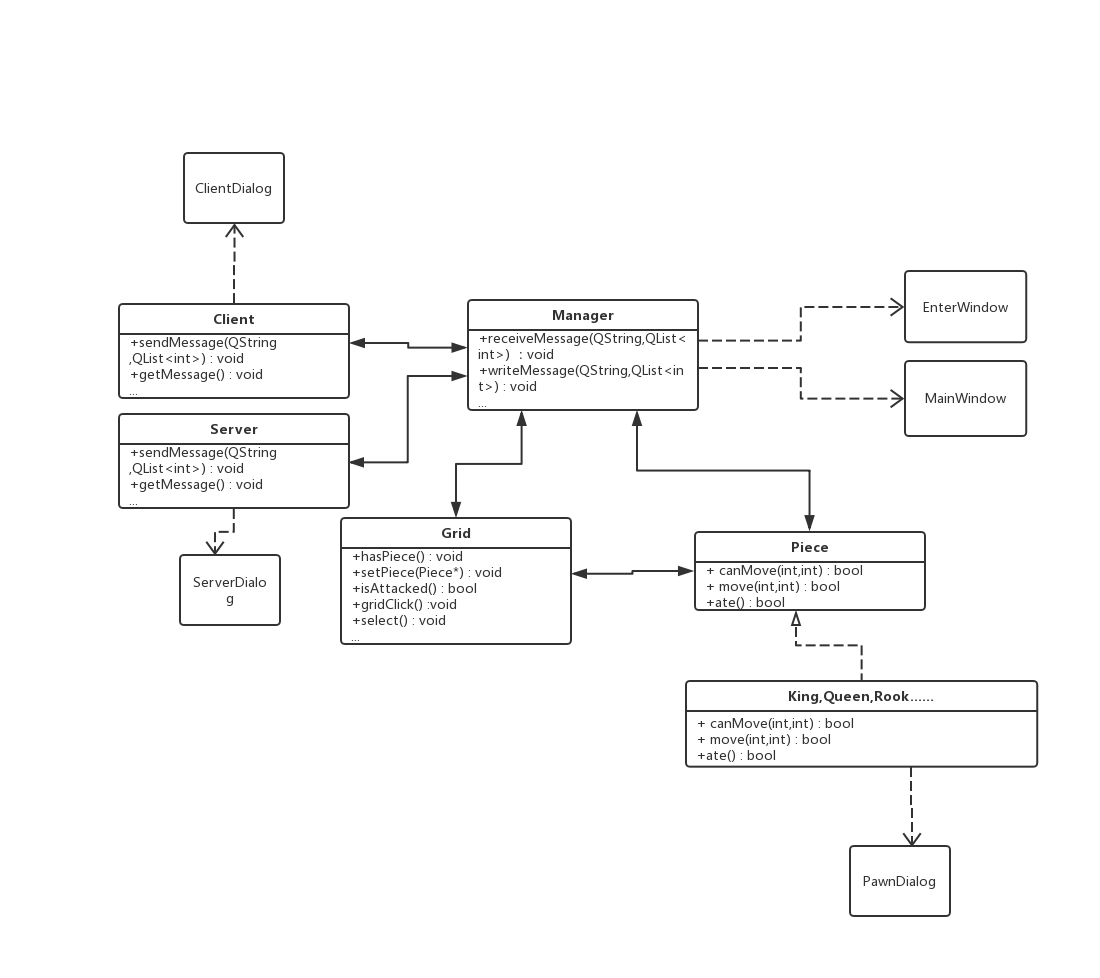 ClientDialog
Client
+sendMessage(QString
,QList<int>) : void
+getMessage() : void
...
Server
+sendMessage(QString
,QList<int>) : void
+getMessage() : void
...
ServerDialo
g
Manager
+receiveMessage(QString,QList<
int>) : void
+writeMessage(QString,QList<in
t>) : void
...
EnterWindow
MainWindow
Grid
+hasPiece() : void
+setPiece(Piece*) : void
+isAttacked() : bool
+gridClick() :void
+select() : void
...
Piece
+ canMove(int,int) : bool
+ move(int,int) : bool
+ate() : bool
King,Queen,Rook......
+ canMove(int,int) : bool
+ move(int,int) : bool
+ate() : bool
PawnDialog